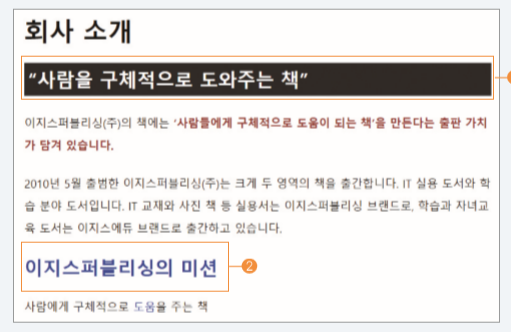 회사 소개
“사람을 구체적으로 도와주는 책”
이지스퍼블리싱(주)의 책에는 ‘사람들에게 구체적으로 도움이 되는 책’을 만든다는 출판 가치
가 담겨 있습니다.
2010년 5월 출범한 이지스퍼블리싱(주)는 크게 두 영역의 책을 출간합니다. IT 실용 도서와 학
습 분야 도서입니다. IT 교재와 사진 책 등 실용서는 이지스퍼블리싱 브랜드로, 학습과 자녀교
육 도서는 이지스에듀 브랜드로 출간하고 있습니다.
이지스퍼블리싱의 미션
2
사람에게 구체적으로 도움을 주는 책